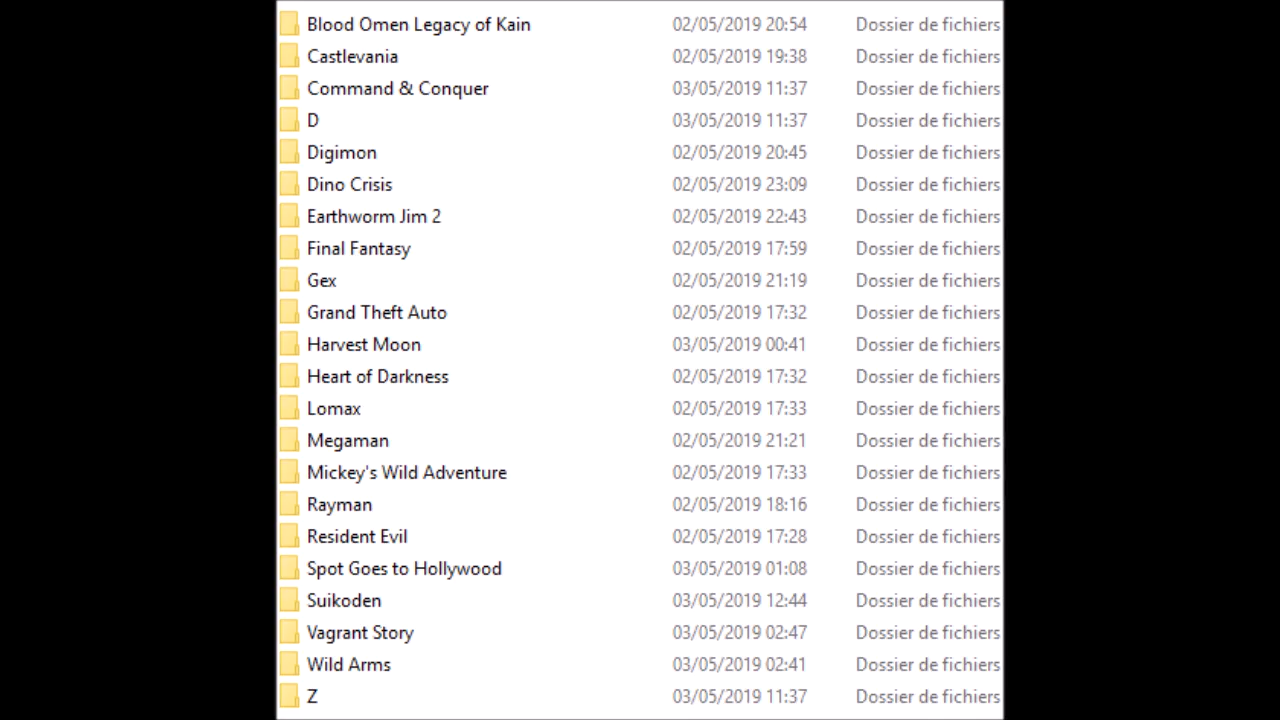 Blood Omen Legacy of Kain 02/05/2019 20:54 Dossier de fichiers
Castlevania 02/05/2019 19:38 Dossier de fichiers
Command & Conquer 03/05/2019 11:37 Dossier de fichiers
D 03/05/2019 11:37 Dossier de fichiers
Digimon 02/05/2019 20:45 Dossier de fichiers
Dino Crisis 02/05/2019 23:09 Dossier de fichiers
Earthworm Jim 2 02/05/2019 22:43 Dossier de fichiers
Final Fantasy 02/05/2019 17:59 Dossier de fichiers
Gex 02/05/2019 21:19 Dossier de fichiers
Grand Theft Auto 02/05/2019 17:32 Dossier de fichiers
Harvest Moon 03/05/2019 00:41 Dossier de fichiers
Heart of Darkness 02/05/2019 17:32 Dossier de fichiers
Lomax 02/05/2019 17:33 Dossier de fichiers
Megaman 02/05/2019 21:21 Dossier de fichiers
Mickey's Wild Adventure 02/05/2019 17:33 Dossier de fichiers
Rayman 02/05/2019 18:16 Dossier de fichiers
Resident Evil 02/05/2019 17:28 Dossier de fichiers
Spot Goes to Hollywood 03/05/2019 01:08 Dossier de fichiers
Suikoden 03/05/2019 12:44 Dossier de fichiers
Vagrant Story 03/05/2019 02:47 Dossier de fichiers
Wild Arms 03/05/2019 02:41 Dossier de fichiers
Z 03/05/2019 11:37 Dossier de fichiers